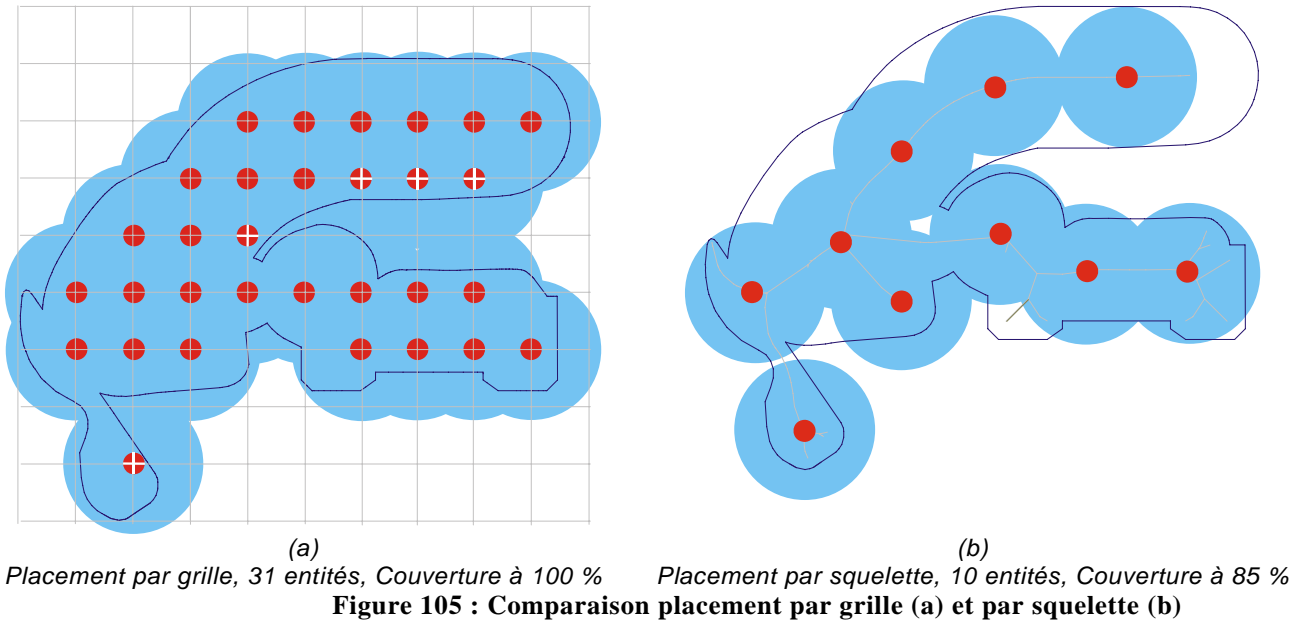 (a)
Placement par grille, 31 entités, Couverture à 100 %
(b)
Placement par squelette, 10 entités, Couverture à 85 %
Figure 105 : Comparaison placement par grille (a) et par squelette (b)